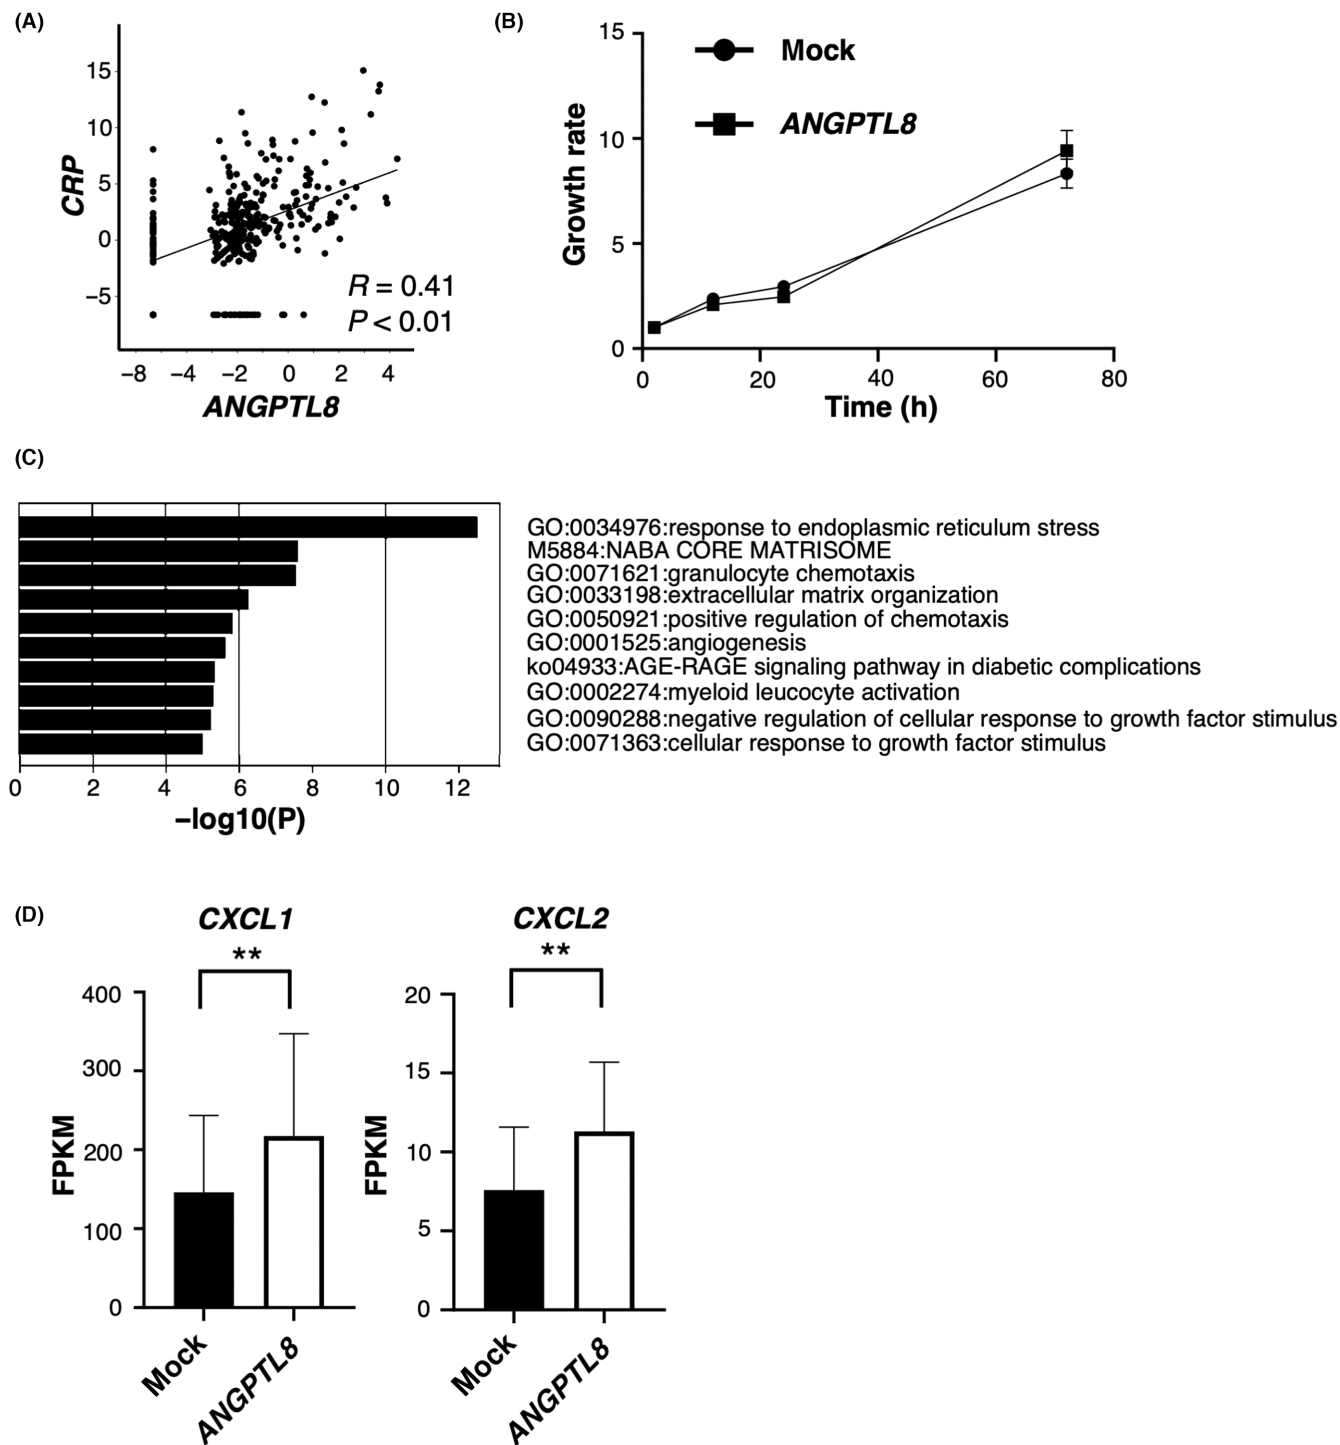 (A)
CRP
15
10
5
0
−5
R = 0.41
P < 0.01
−8 −4 −2 0 2 4
ANGPTL8
(B)
Mock
ANGPTL8
Growth rate
15
10
5
0
0 20 40 60 80
Time (h)
(C)
GO:0034976:response to endoplasmic reticulum stress
M5884:NABA CORE MATRISOME
GO:0071621:granulocyte chemotaxis
GO:0033198:extracellular matrix organization
GO:0050921:positive regulation of chemotaxis
GO:0001525:angiogenesis
ko04933:AGE-RAGE signaling pathway in diabetic complications
GO:0002274:myeloid leucocyte activation
GO:0090288:negative regulation of cellular response to growth factor stimulus
GO:0071363:cellular response to growth factor stimulus
0 2 4 6 8 10 12
−log10(P)
(D)
CXCL1
**
FPKM
400
300
200
100
0
Mock
ANGPTL8
CXCL2
**
FPKM
20
15
10
5
0
Mock
ANGPTL8